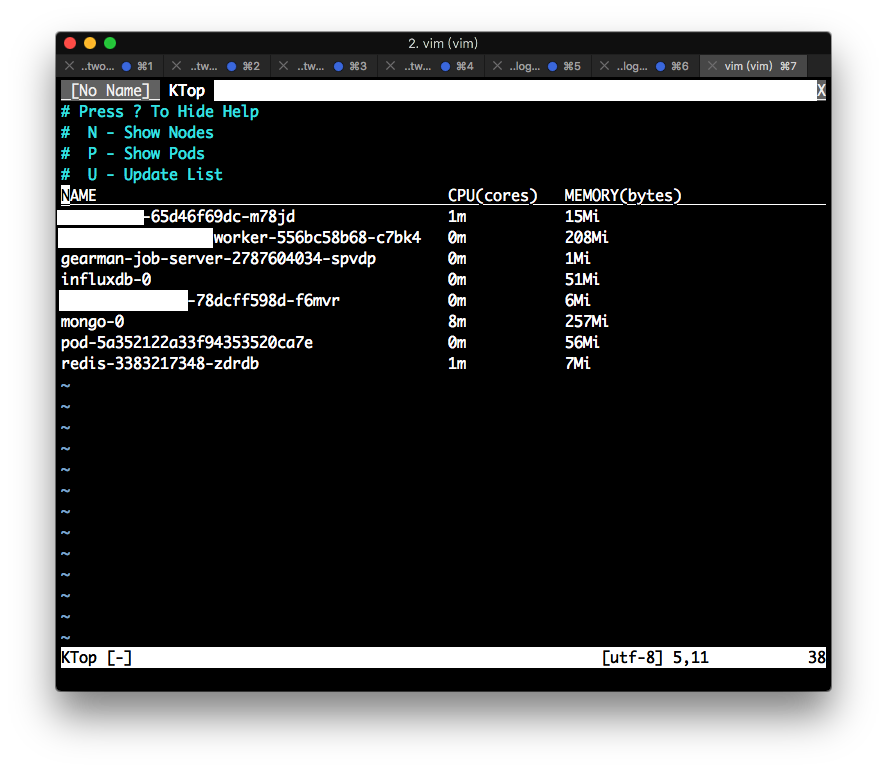 2. vim (vim)
..two... ⌘1 ..tw... ⌘2 ..tw... ⌘3 ..tw... ⌘4 ..log... ⌘5 ..log... ⌘6 vim (vim) ⌘7
[No Name] KTop X
# Press ? To Hide Help
#  N - Show Nodes
#  P - Show Pods
#  U - Update List
NAME CPU(cores) MEMORY(bytes)
-65d46f69dc-m78jd 1m 15Mi
worker-556bc58b68-c7bk4 0m 208Mi
gearman-job-server-2787604034-spvdp 0m 1Mi
influxdb-0 0m 51Mi
-78dcff598d-f6mvr 0m 6Mi
mongo-0 8m 257Mi
pod-5a352122a33f94353520ca7e 0m 56Mi
redis-3383217348-zdrdb 1m 7Mi
~
~
~
~
~
~
~
~
~
~
~
~
~
KTop [-] [utf-8] 5,11 38